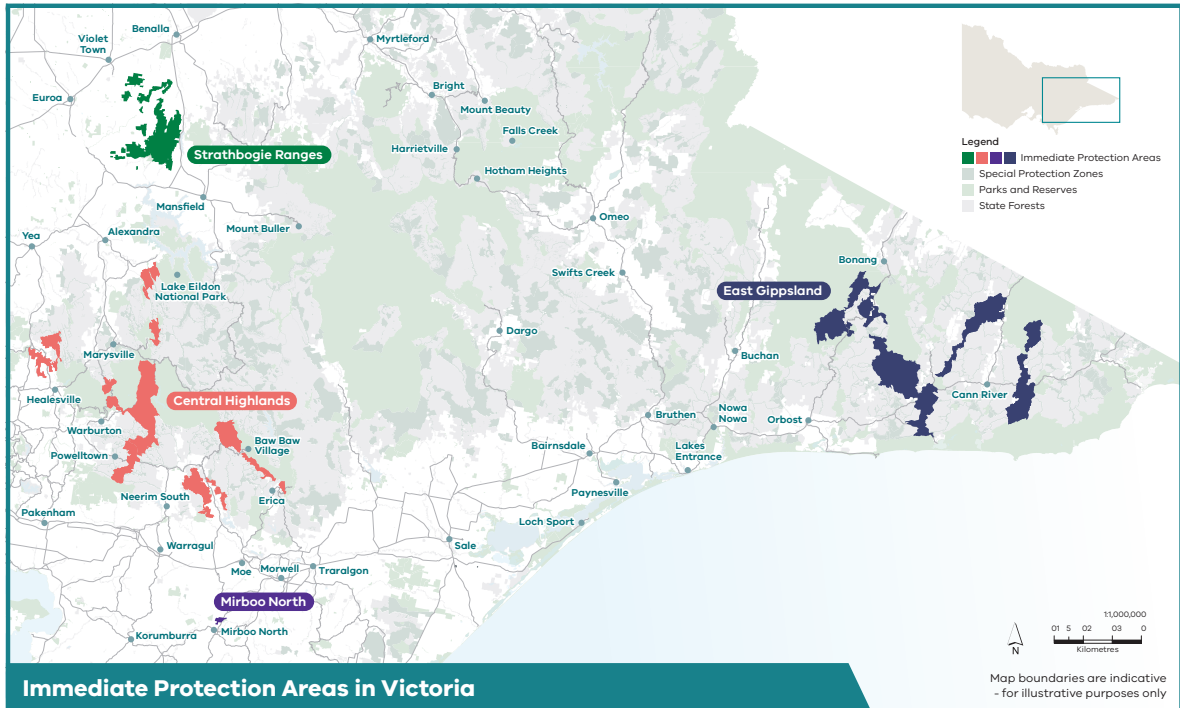 Benalla
Violet
Town
Myrtleford
Euroa
Bright
Mount Beauty
Falls Creek
Harrietville
Hotham Heights
Strathbogie Ranges
Mansfield
Mount Buller
Omeo
Yea
Alexandra
Swifts Creek
Lake Eildon
National Park
Bonang
East Gippsland
Dargo
Marysville
Buchan
Healesville
Central Highlands
Cann River
Warburton
Bruthen
Nowa
Nowa
Orbost
Powelltown
Baw Baw
Village
Bairnsdale
Lakes
Entrance
Neerim South
Erica
Paynesville
Pakenham
Loch Sport
Warragul
Sale
Moe
Morwell
Traralgon
Mirboo North
Korumburra
Mirboo North
Legend
Immediate Protection Areas
Special Protection Zones
Parks and Reserves
State Forests
N
1:1,000,000
01 5 02 03 0
Kilometres
Immediate Protection Areas in Victoria
Map boundaries are indicative
- for illustrative purposes only